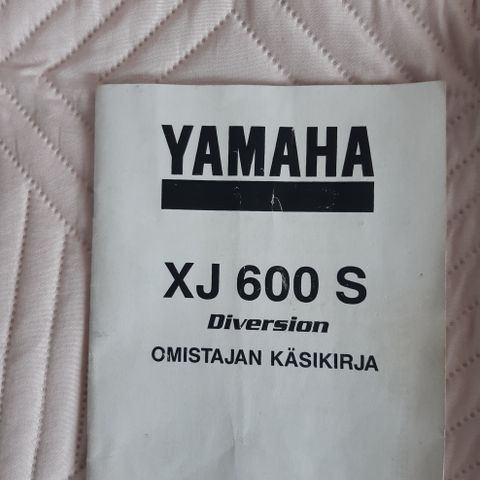 YAMAHA
XJ 600 S
Diversion
OMISTAJAN KÄSIKIRJA